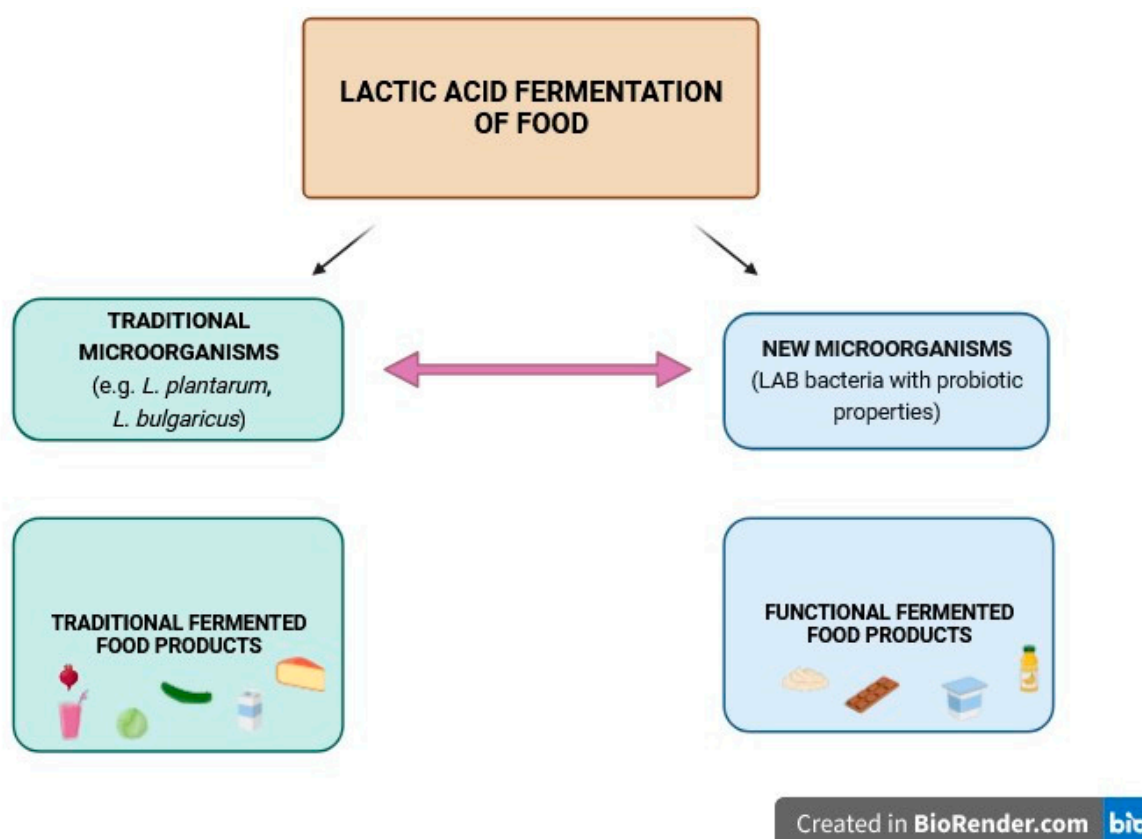 LACTIC ACID FERMENTATION
OF FOOD
TRADITIONAL
MICROORGANISMS
(e.g. L. plantarum,
L. bulgaricus)
NEW MICROORGANISMS
(LAB bacteria with probiotic
properties)
TRADITIONAL FERMENTED
FOOD PRODUCTS
FUNCTIONAL FERMENTED
FOOD PRODUCTS
Created in BioRender.com
bio